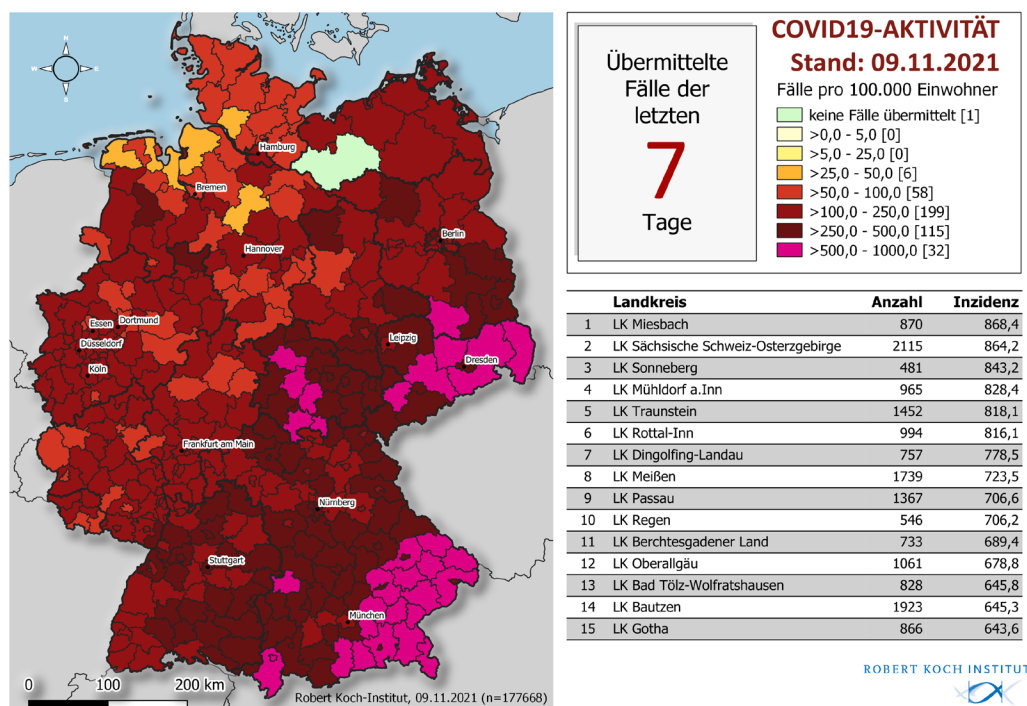 N
W
E
S
Hamburg
Bremen
Berlin
Hannover
Essen
Dortmund
Düsseldorf
Leipzig
Köln
Dresden
Frankfurt am Main
Nürnberg
Stuttgart
München
0 100 200 km
Robert Koch-Institut, 09.11.2021 (n=177668)
Übermittelte
Fälle der
letzten
7
Tage
COVID19-AKTIVITÄT
Stand: 09.11.2021
Fälle pro 100.000 Einwohner
keine Fälle übermittelt [1]
>0,0 - 5,0 [0]
>5,0 - 25,0 [0]
>25,0 - 50,0 [6]
>50,0 - 100,0 [58]
>100,0 - 250,0 [199]
>250,0 - 500,0 [115]
>500,0 - 1000,0 [32]
Landkreis Anzahl Inzidenz
1 LK Miesbach 870 868,4
2 LK Sächsische Schweiz-Osterzgebirge 2115 864,2
3 LK Sonneberg 481 843,2
4 LK Mühldorf a.Inn 965 828,4
5 LK Traunstein 1452 818,1
6 LK Rottal-Inn 994 816,1
7 LK Dingolfing-Landau 757 778,5
8 LK Meißen 1739 723,5
9 LK Passau 1367 706,6
10 LK Regen 546 706,2
11 LK Berchtesgadener Land 733 689,4
12 LK Oberallgäu 1061 678,8
13 LK Bad Tölz-Wolfratshausen 828 645,8
14 LK Bautzen 1923 645,3
15 LK Gotha 866 643,6
ROBERT KOCH INSTITUT